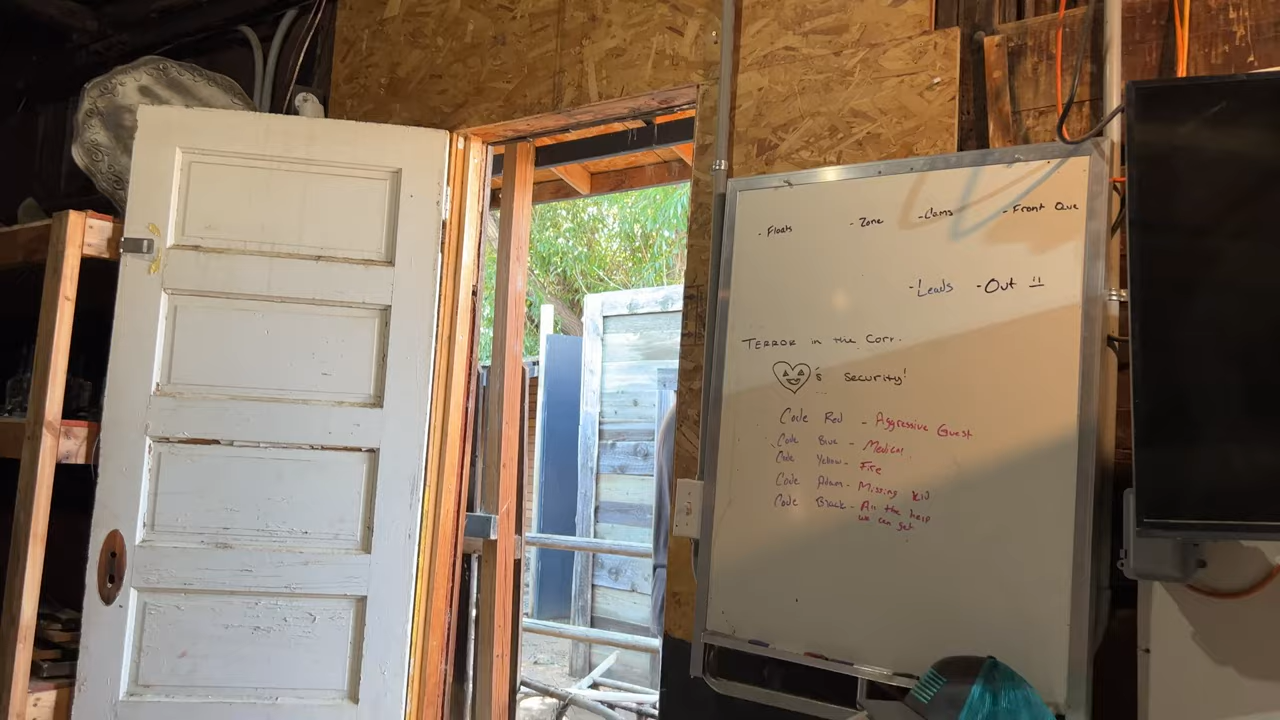 - Floats - Zone - Clams - Front Que
- Leads - Out !!
TERROR in the Corr.
's Security!
Code Red - Aggressive Guest
Code Blue - Medical
Code Yellow - Fire
Code Adam - Missing kid
Code Black - All the help
we can get